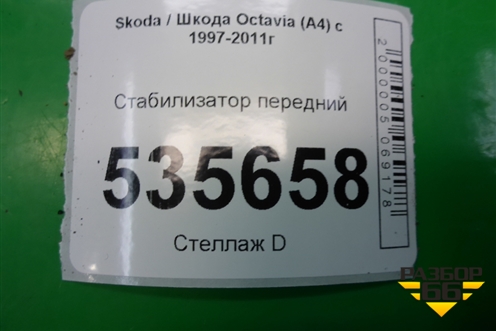 Skoda / Шкода Octavia (A4) с
1997-2011г
Стабилизатор передний
535658
Стеллаж D
2000005069178
РАЗБОР
66